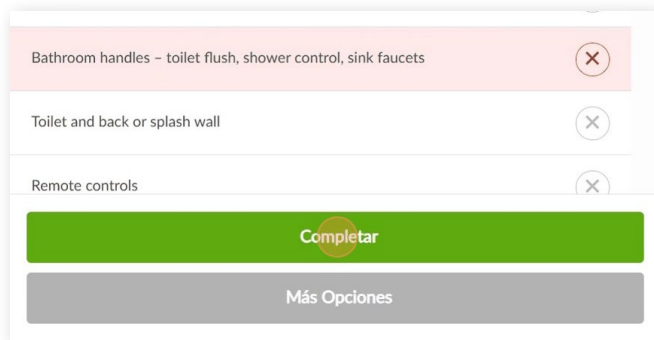 Bathroom handles – toilet flush, shower control, sink faucets
Toilet and back or splash wall
Remote controls
Completar
Más Opciones